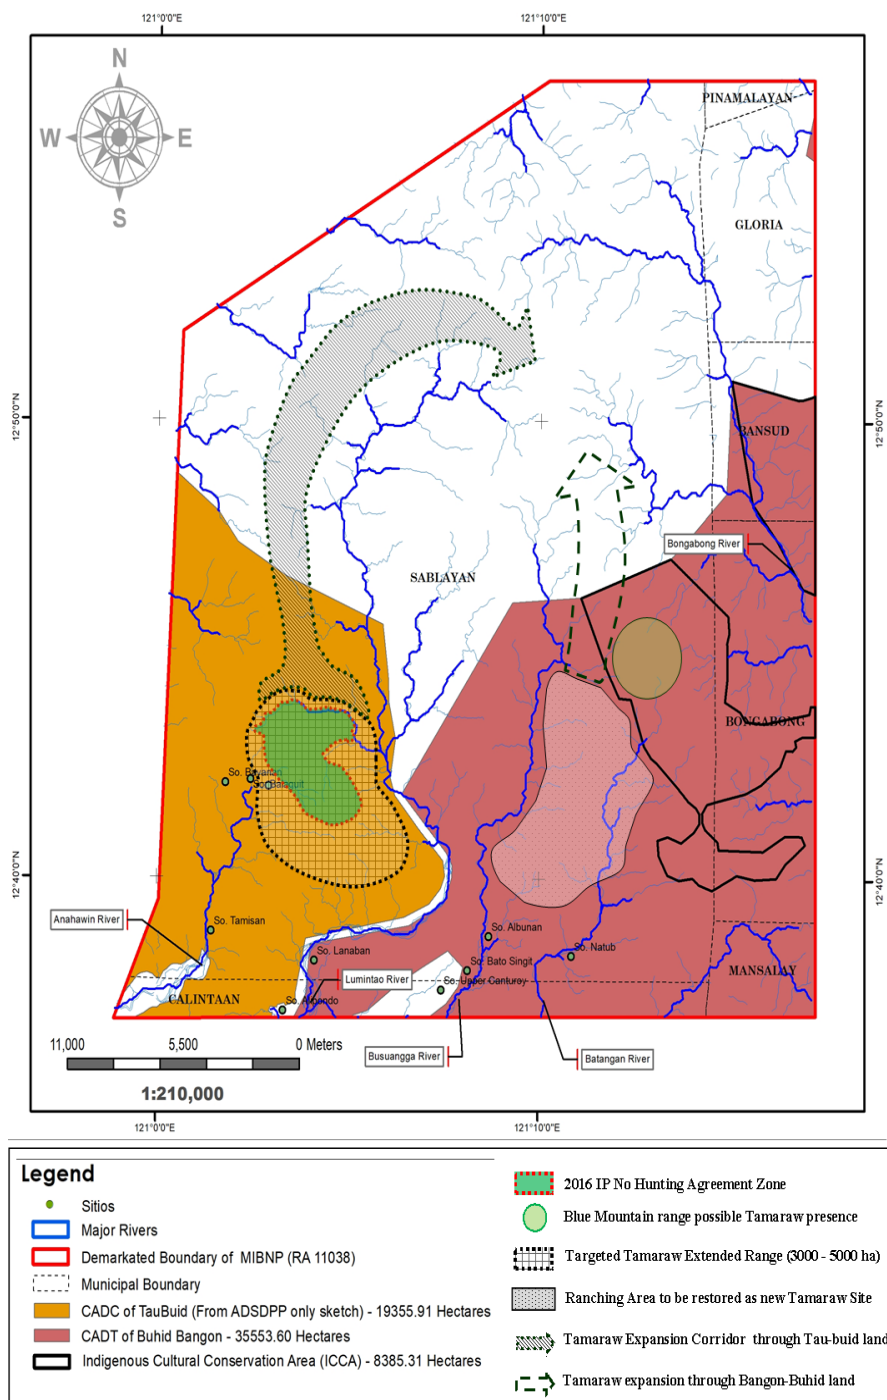 121°0'0"E
121°10'0"E
N
W
E
S
PINAMALAYAN
GLORIA
12°50'0"N
12°50'0"N
BANSUD
Bongabong River
SABLAYAN
BONGABONG
12°40'0"N
12°40'0"N
Anahawin River
So. Tamisan
So. Albunan
So. Lanaban
So. Natub
So. Bato Singit
MANSALAY
Lumintao River
So. Upper Canturoy
CALINTAAN
11,000
5,500
0 Meters
Busuangga River
Batangan River
1:210,000
121°0'0"E
121°10'0"E
Legend
Sitios
Major Rivers
Demarkated Boundary of MIBNP (RA 11038)
Municipal Boundary
CADC of TauBuid (From ADSDPP only sketch) - 19355.91 Hectares
CADT of Buhid Bangon - 35553.60 Hectares
Indigenous Cultural Conservation Area (ICCA) - 8385.31 Hectares
2016 IP No Hunting Agreement Zone
Blue Mountain range possible Tamaraw presence
Targeted Tamaraw Extended Range (3000 - 5000 ha)
Ranching Area to be restored as new Tamaraw Site
Tamaraw Expansion Corridor through Tau-buid land
Tamaraw expansion through Bangon-Buhid land